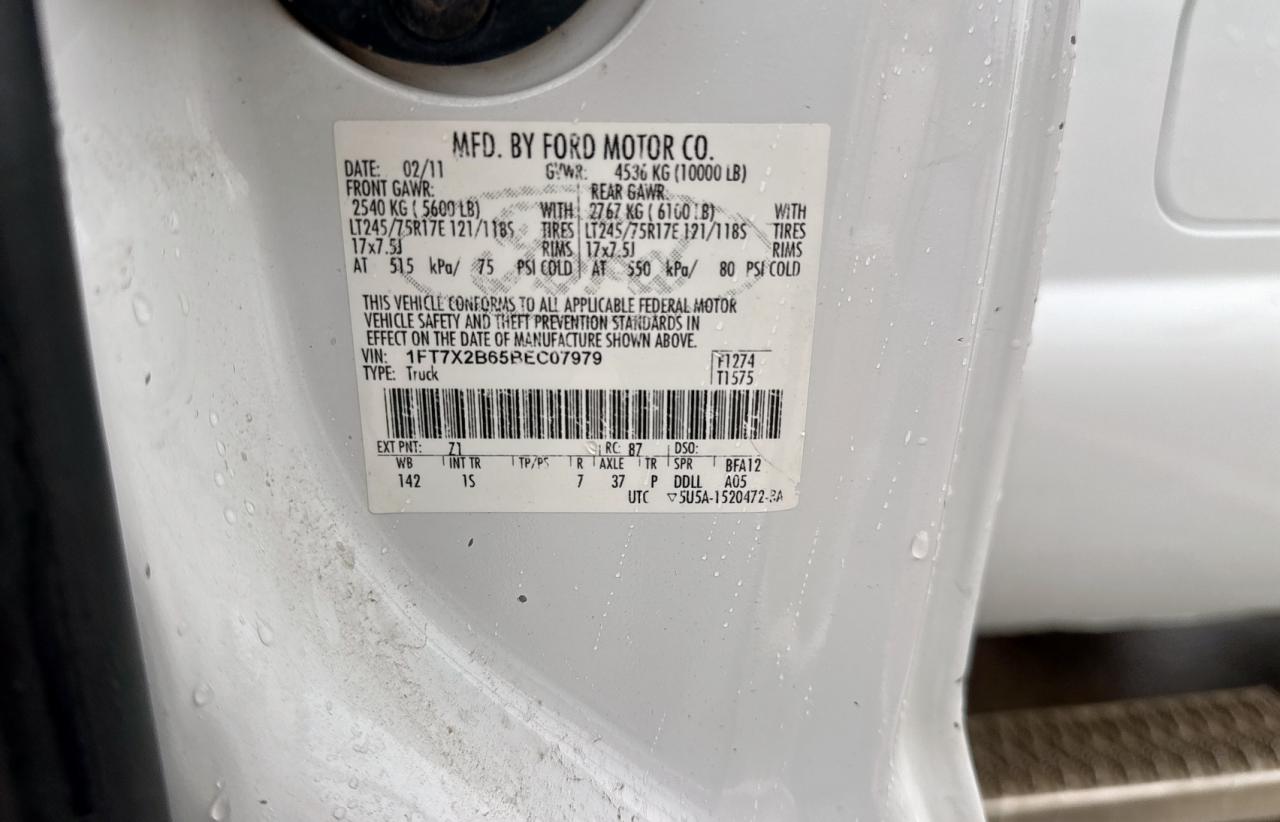 MFD. BY FORD MOTOR CO.
DATE: 02/11 GVWR: 4536 KG (10000 LB)
FRONT GAWR: REAR GAWR:
2540 KG ( 5600 LB) WITH 2767 KG ( 6100 LB) WITH
LT245/75R17E 121/118S TIRES LT245/75R17E 121/118S TIRES
17x7.5J RIMS 17x7.5J RIMS
AT 515 kPa/ 75 PSI COLD AT 550 kPa/ 80 PSI COLD
THIS VEHICLE CONFORMS TO ALL APPLICABLE FEDERAL MOTOR
VEHICLE SAFETY AND THEFT PREVENTION STANDARDS IN
EFFECT ON THE DATE OF MANUFACTURE SHOWN ABOVE.
VIN: 1FT7X2B65BEC07979 F1274
TYPE: Truck T1575
EXT PNT: Z1 RC: 87 DSO:
WB INT TR TP/PS R AXLE TR SPR BFA12
142 1S 7 37 P DDLL A05
UTC ▽5U5A-1520472-